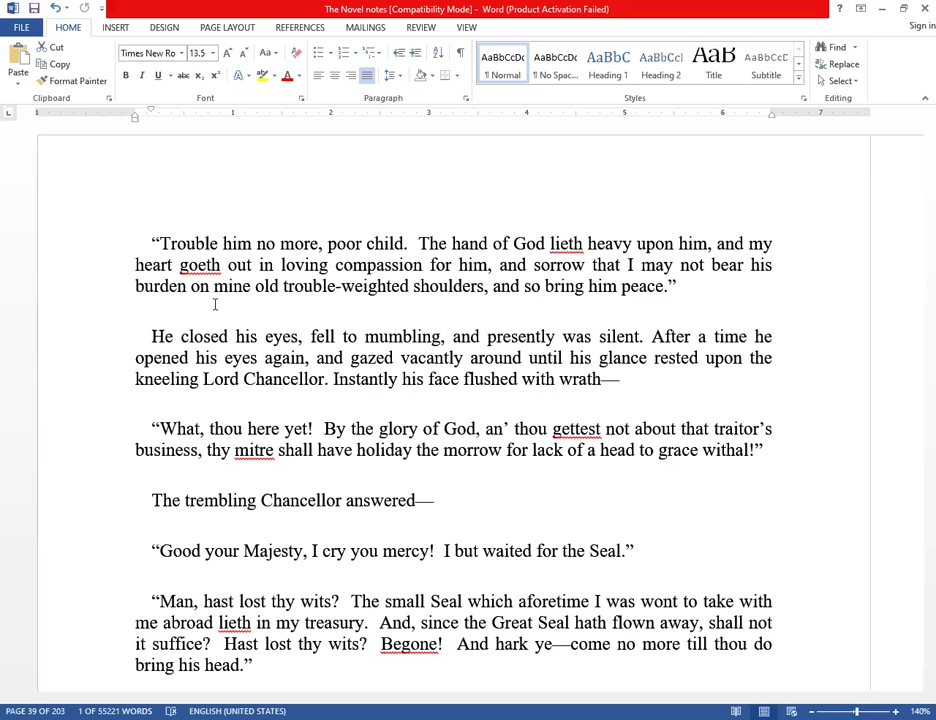 The Novel notes [Compatibility Mode] - Word (Product Activation Failed)
Sign in
FILE HOME INSERT DESIGN PAGE LAYOUT REFERENCES MAILINGS REVIEW VIEW
Paste
Cut
Copy
Format Painter
Clipboard
Times New Ro 13.5
Font
Paragraph
AaBbCcDc AaBbCcDc AaBbC AaBbCc AaB AaBbCcC
¶ Normal ¶ No Spac... Heading 1 Heading 2 Title Subtitle
Styles
Find
Replace
Select
Editing
1 1 2 3 4 5 6 7
“Trouble him no more, poor child. The hand of God lieth heavy upon him, and my
heart goeth out in loving compassion for him, and sorrow that I may not bear his
burden on mine old trouble-weighted shoulders, and so bring him peace.”
He closed his eyes, fell to mumbling, and presently was silent. After a time he
opened his eyes again, and gazed vacantly around until his glance rested upon the
kneeling Lord Chancellor. Instantly his face flushed with wrath—
“What, thou here yet! By the glory of God, an’ thou gettest not about that traitor’s
business, thy mitre shall have holiday the morrow for lack of a head to grace withal!”
The trembling Chancellor answered—
“Good your Majesty, I cry you mercy! I but waited for the Seal.”
“Man, hast lost thy wits? The small Seal which aforetime I was wont to take with
me abroad lieth in my treasury. And, since the Great Seal hath flown away, shall not
it suffice? Hast lost thy wits? Begone! And hark ye—come no more till thou do
bring his head.”
PAGE 39 OF 203 1 OF 55221 WORDS ENGLISH (UNITED STATES) 140%